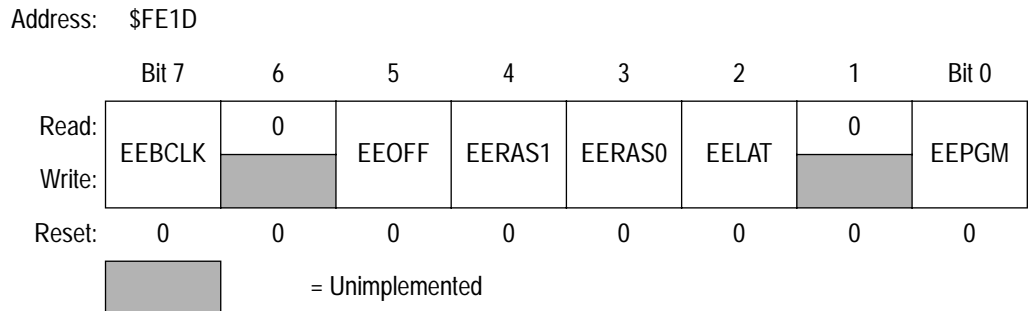 Address: $FE1D
Bit 7 6 5 4 3 2 1 Bit 0
Read: 0 0
EEBCLK EEOFF EERAS1 EERAS0 EELAT EEPGM
Write:
Reset: 0 0 0 0 0 0 0 0
= Unimplemented